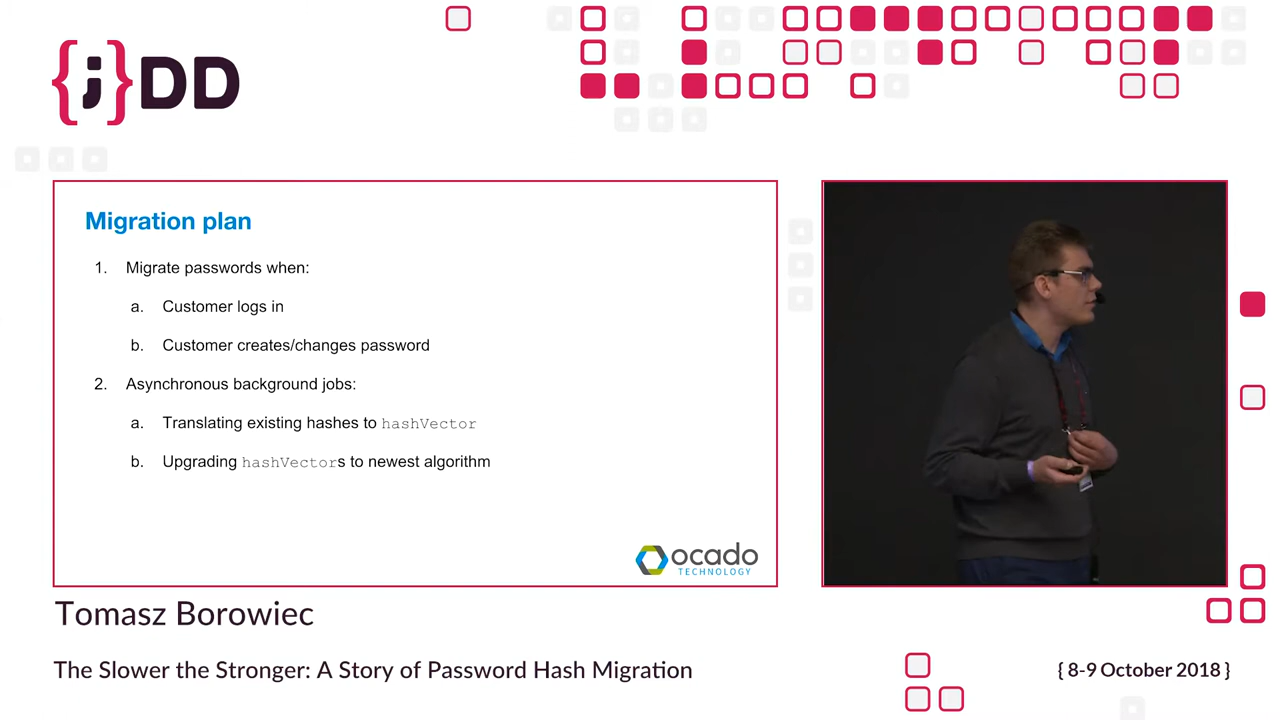 {j}DD
Migration plan
1. Migrate passwords when:
a. Customer logs in
b. Customer creates/changes password
2. Asynchronous background jobs:
a. Translating existing hashes to hashVector
b. Upgrading hashVectors to newest algorithm
ocado
TECHNOLOGY
Tomasz Borowiec
The Slower the Stronger: A Story of Password Hash Migration
{ 8-9 October 2018 }